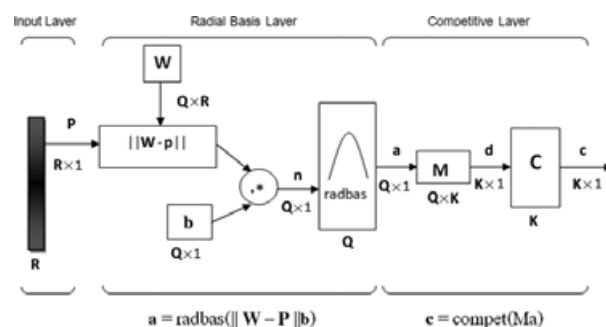 Input Layer Radial Basis Layer Competitive Layer
W
Q×R
P
||W-p||
R×1
n
,*
Q×1
b
Q×1
radbas
Q
a
Q×1
M
Q×K
d
K×1
C
K
c
K×1
R
a = radbas(|| W – P ||b) c = compet(Ma)